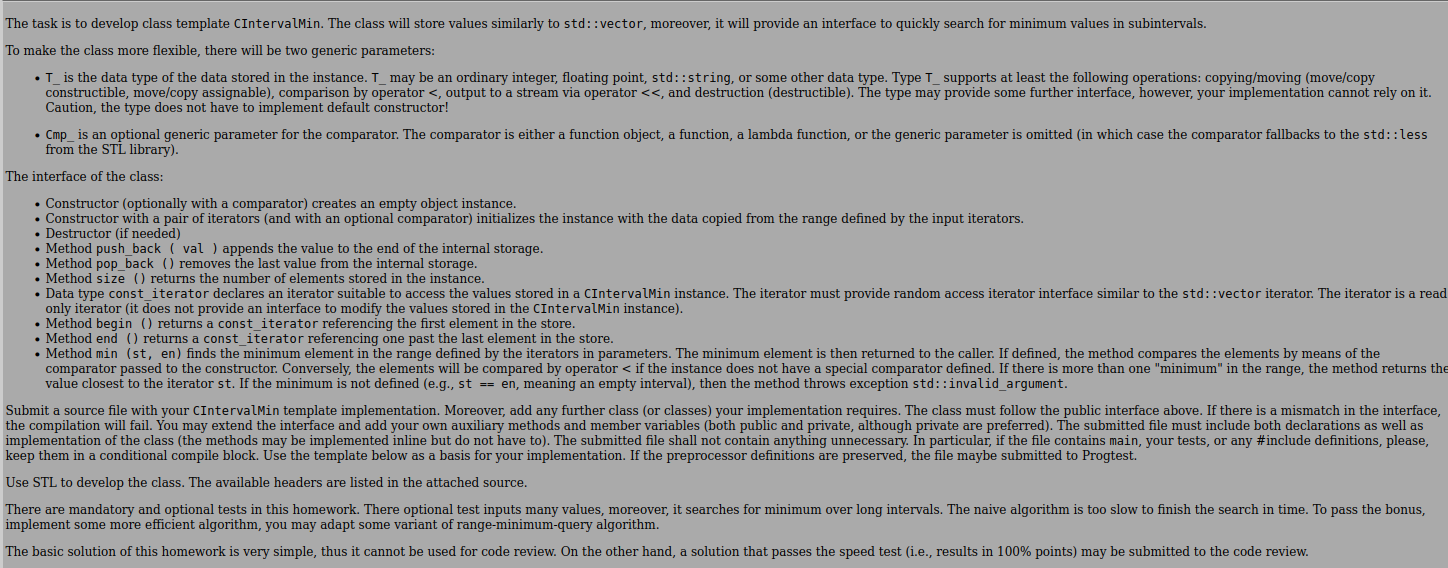 The task is to develop class template CIntervalMin. The class will store values similarly to std::vector, moreover, it will provide an interface to quickly search for minimum values in subintervals.
To make the class more flexible, there will be two generic parameters:
• T_ is the data type of the data stored in the instance. T_ may be an ordinary integer, floating point, std::string, or some other data type. Type T_ supports at least the following operations: copying/moving (move/copy
constructible, move/copy assignable), comparison by operator <, output to a stream via operator <<, and destruction (destructible). The type may provide some further interface, however, your implementation cannot rely on it.
Caution, the type does not have to implement default constructor!
• Cmp_ is an optional generic parameter for the comparator. The comparator is either a function object, a function, a lambda function, or the generic parameter is omitted (in which case the comparator fallbacks to the std::less
from the STL library).
The interface of the class:
• Constructor (optionally with a comparator) creates an empty object instance.
• Constructor with a pair of iterators (and with an optional comparator) initializes the instance with the data copied from the range defined by the input iterators.
• Destructor (if needed)
• Method push_back ( val ) appends the value to the end of the internal storage.
• Method pop_back () removes the last value from the internal storage.
• Method size () returns the number of elements stored in the instance.
• Data type const_iterator declares an iterator suitable to access the values stored in a CIntervalMin instance. The iterator must provide random access iterator interface similar to the std::vector iterator. The iterator is a read
only iterator (it does not provide an interface to modify the values stored in the CIntervalMin instance).
• Method begin () returns a const_iterator referencing the first element in the store.
• Method end () returns a const_iterator referencing one past the last element in the store.
• Method min (st, en) finds the minimum element in the range defined by the iterators in parameters. The minimum element is then returned to the caller. If defined, the method compares the elements by means of the
comparator passed to the constructor. Conversely, the elements will be compared by operator < if the instance does not have a special comparator defined. If there is more than one "minimum" in the range, the method returns the
value closest to the iterator st. If the minimum is not defined (e.g., st == en, meaning an empty interval), then the method throws exception std::invalid_argument.
Submit a source file with your CIntervalMin template implementation. Moreover, add any further class (or classes) your implementation requires. The class must follow the public interface above. If there is a mismatch in the interface,
the compilation will fail. You may extend the interface and add your own auxiliary methods and member variables (both public and private, although private are preferred). The submitted file must include both declarations as well as
implementation of the class (the methods may be implemented inline but do not have to). The submitted file shall not contain anything unnecessary. In particular, if the file contains main, your tests, or any #include definitions, please,
keep them in a conditional compile block. Use the template below as a basis for your implementation. If the preprocessor definitions are preserved, the file maybe submitted to Progtest.
Use STL to develop the class. The available headers are listed in the attached source.
There are mandatory and optional tests in this homework. There optional test inputs many values, moreover, it searches for minimum over long intervals. The naive algorithm is too slow to finish the search in time. To pass the bonus,
implement some more efficient algorithm, you may adapt some variant of range-minimum-query algorithm.
The basic solution of this homework is very simple, thus it cannot be used for code review. On the other hand, a solution that passes the speed test (i.e., results in 100% points) may be submitted to the code review.